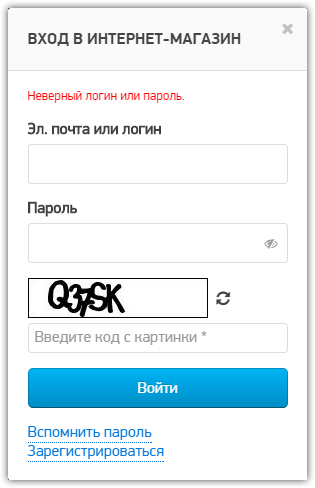 ВХОД В ИНТЕРНЕТ-МАГАЗИН
Неверный логин или пароль.
Эл. почта или логин
Пароль
Q37SK
Введите код с картинки *
Войти
Вспомнить пароль
Зарегистрироваться